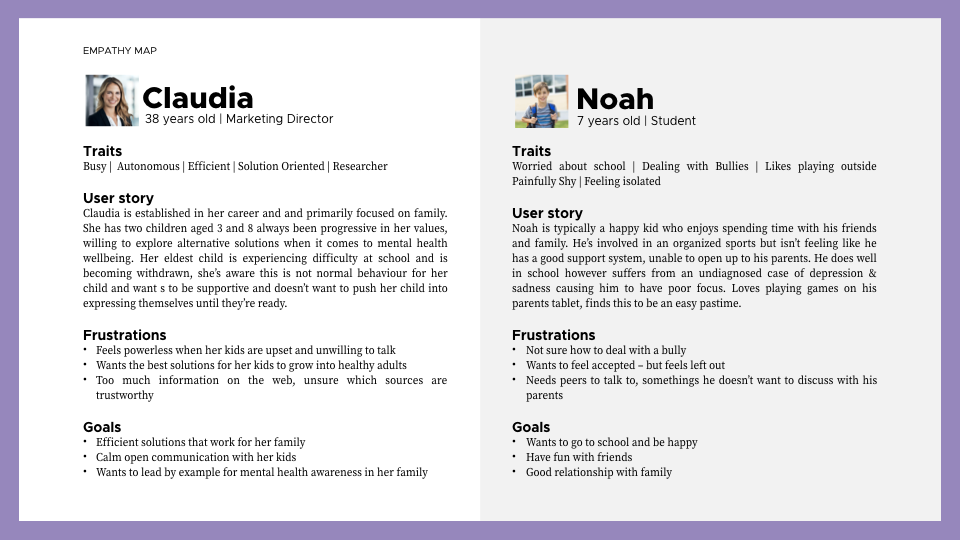 EMPATHY MAP
Claudia
38 years old | Marketing Director
Traits
Busy | Autonomous | Efficient | Solution Oriented | Researcher
User story
Claudia is established in her career and and primarily focused on family.
She has two children aged 3 and 8 always been progressive in her values,
willing to explore alternative solutions when it comes to mental health
wellbeing. Her eldest child is experiencing difficulty at school and is
becoming withdrawn, she's aware this is not normal behaviour for her
child and want s to be supportive and doesn't want to push her child into
expressing themselves until they're ready.
Frustrations
• Feels powerless when her kids are upset and unwilling to talk
• Wants the best solutions for her kids to grow into healthy adults
• Too much information on the web, unsure which sources are
trustworthy
Goals
• Efficient solutions that work for her family
• Calm open communication with her kids
• Wants to lead by example for mental health awareness in her family
Noah
7 years old | Student
Traits
Worried about school | Dealing with Bullies | Likes playing outside
Painfully Shy | Feeling isolated
User story
Noah is typically a happy kid who enjoys spending time with his friends
and family. He's involved in an organized sports but isn't feeling like he
has a good support system, unable to open up to his parents. He does well
in school however suffers from an undiagnosed case of depression &
sadness causing him to have poor focus. Loves playing games on his
parents tablet, finds this to be an easy pastime.
Frustrations
• Not sure how to deal with a bully
• Wants to feel accepted – but feels left out
• Needs peers to talk to, somethings he doesn't want to discuss with his
parents
Goals
• Wants to go to school and be happy
• Have fun with friends
• Good relationship with family